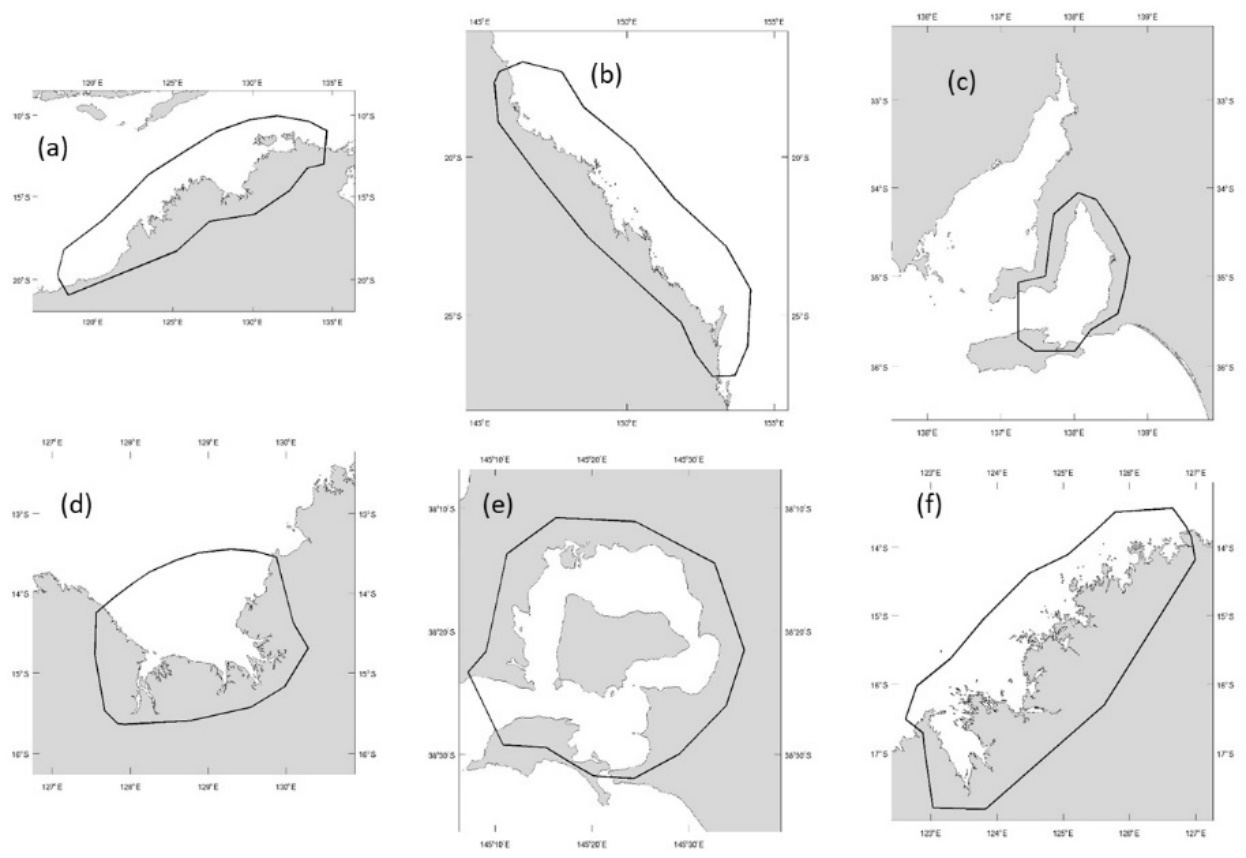 120°E 125°E 130°E 135°E
(a)
10°S 10°S
15°S 15°S
20°S 20°S
120°E 125°E 130°E 135°E
145°E 150°E 155°E
(b)
20°S 20°S
25°S 25°S
145°E 150°E 155°E
136°E 137°E 138°E 139°E
(c)
33°S 33°S
34°S 34°S
35°S 35°S
36°S 36°S
136°E 137°E 138°E 139°E
127°E 128°E 129°E 130°E
(d)
13°S 13°S
14°S 14°S
15°S 15°S
16°S 16°S
127°E 128°E 129°E 130°E
145°10'E 145°20'E 145°30'E
(e)
38°10'S 38°10'S
38°20'S 38°20'S
38°30'S 38°30'S
145°10'E 145°20'E 145°30'E
123°E 124°E 125°E 126°E 127°E
(f)
14°S 14°S
15°S 15°S
16°S 16°S
17°S 17°S
123°E 124°E 125°E 126°E 127°E